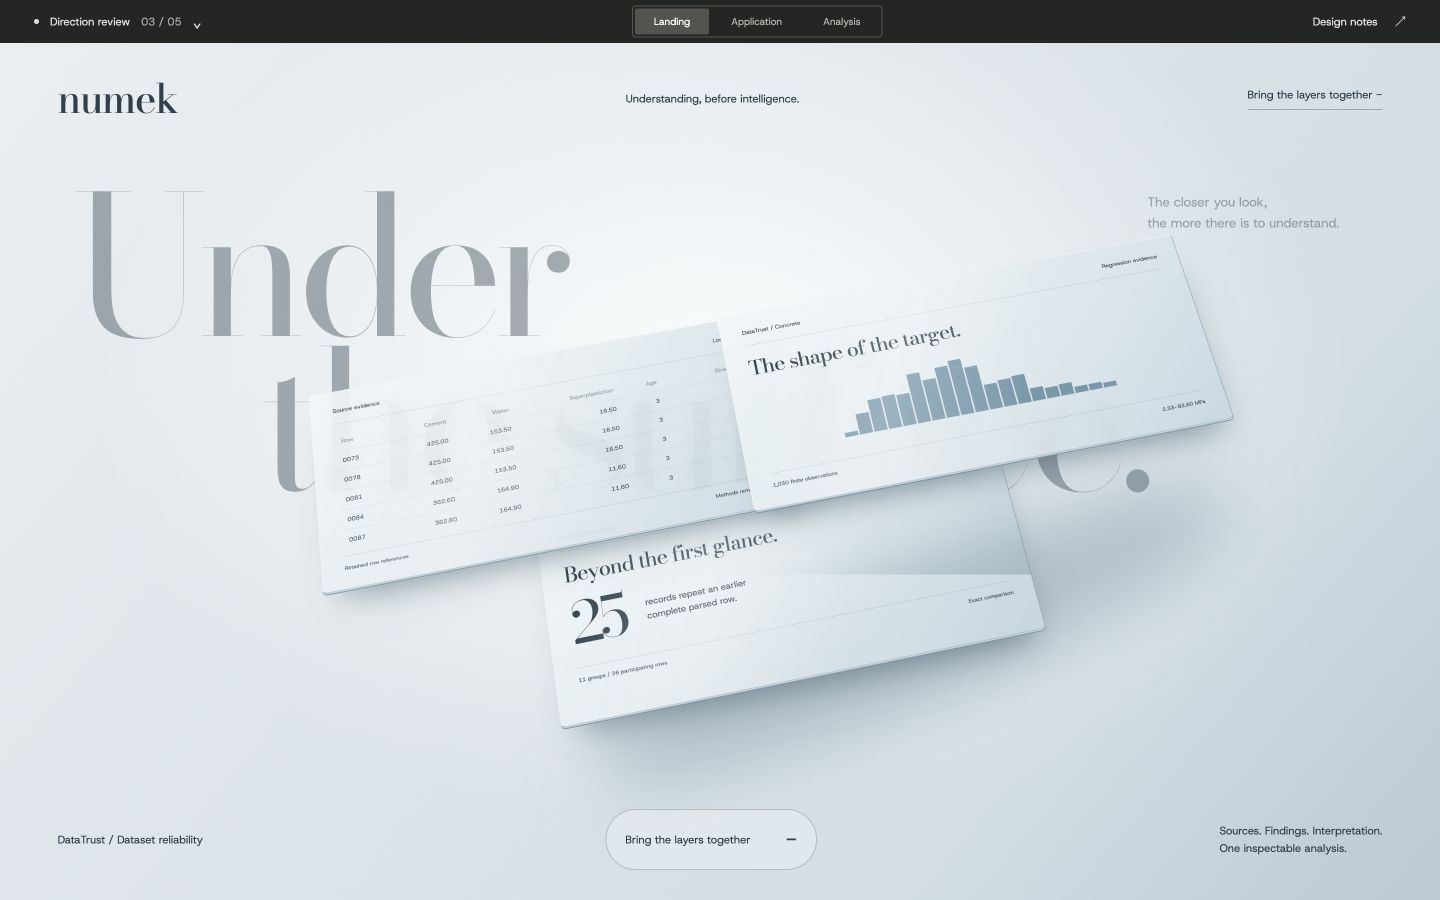 Direction review 03 / 05
Landing
Application
Analysis
Design notes
numek
Understanding, before intelligence.
Bring the layers together –
Under
the sur
e.
The closer you look,
the more there is to understand.
Source evidence
Row Cement Water Superplasticizer Age
0073 425.00 153.50 16.50 3
0078 425.00 153.50 16.50 3
0081 425.00 153.50 16.50 3
0084 362.60 164.90 11.60 3
0087 362.60 164.90 11.60 3
Retained row references
Methods
DataTrust / Concrete
Regression evidence
The shape of the target.
1,030 finite observations
2.33–82.60 MPa
Beyond the first glance.
25
records repeat an earlier
complete parsed row.
Exact comparison
11 groups / 36 participating rows
DataTrust / Dataset reliability
Bring the layers together –
Sources. Findings. Interpretation.
One inspectable analysis.